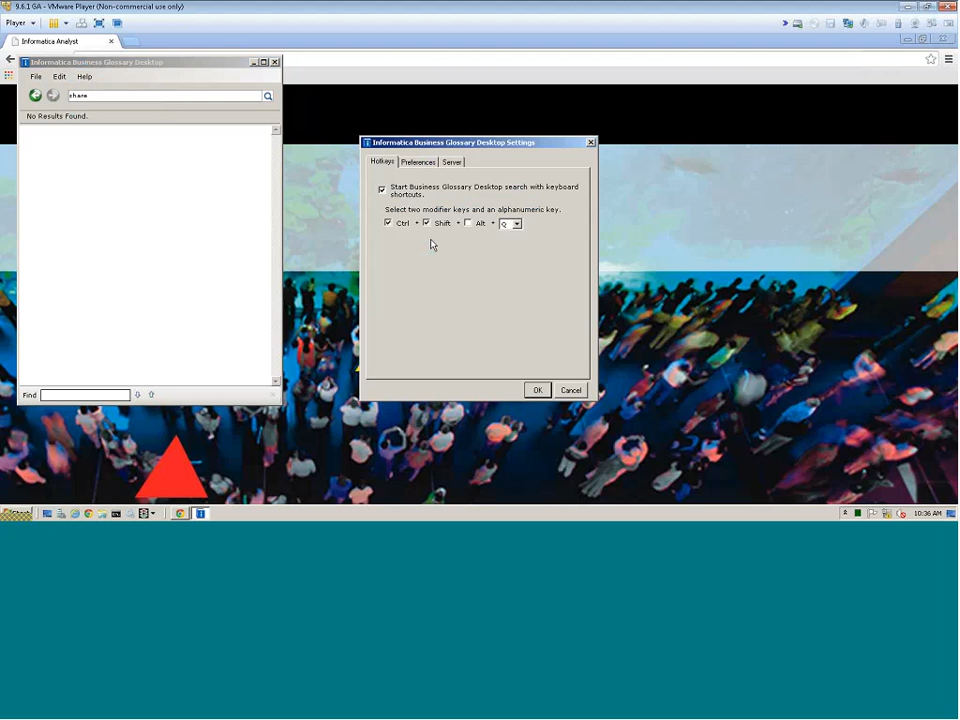 9.6.1 GA - VMware Player (Non-commercial use only)
Player
Informatica Analyst
Informatica Business Glossary Desktop
File Edit Help
share
No Results Found.
Find
Informatica Business Glossary Desktop Settings
Hotkeys Preferences Server
Start Business Glossary Desktop search with keyboard
shortcuts.
Select two modifier keys and an alphanumeric key.
Ctrl + Shift + Alt + Q
OK Cancel
10:36 AM